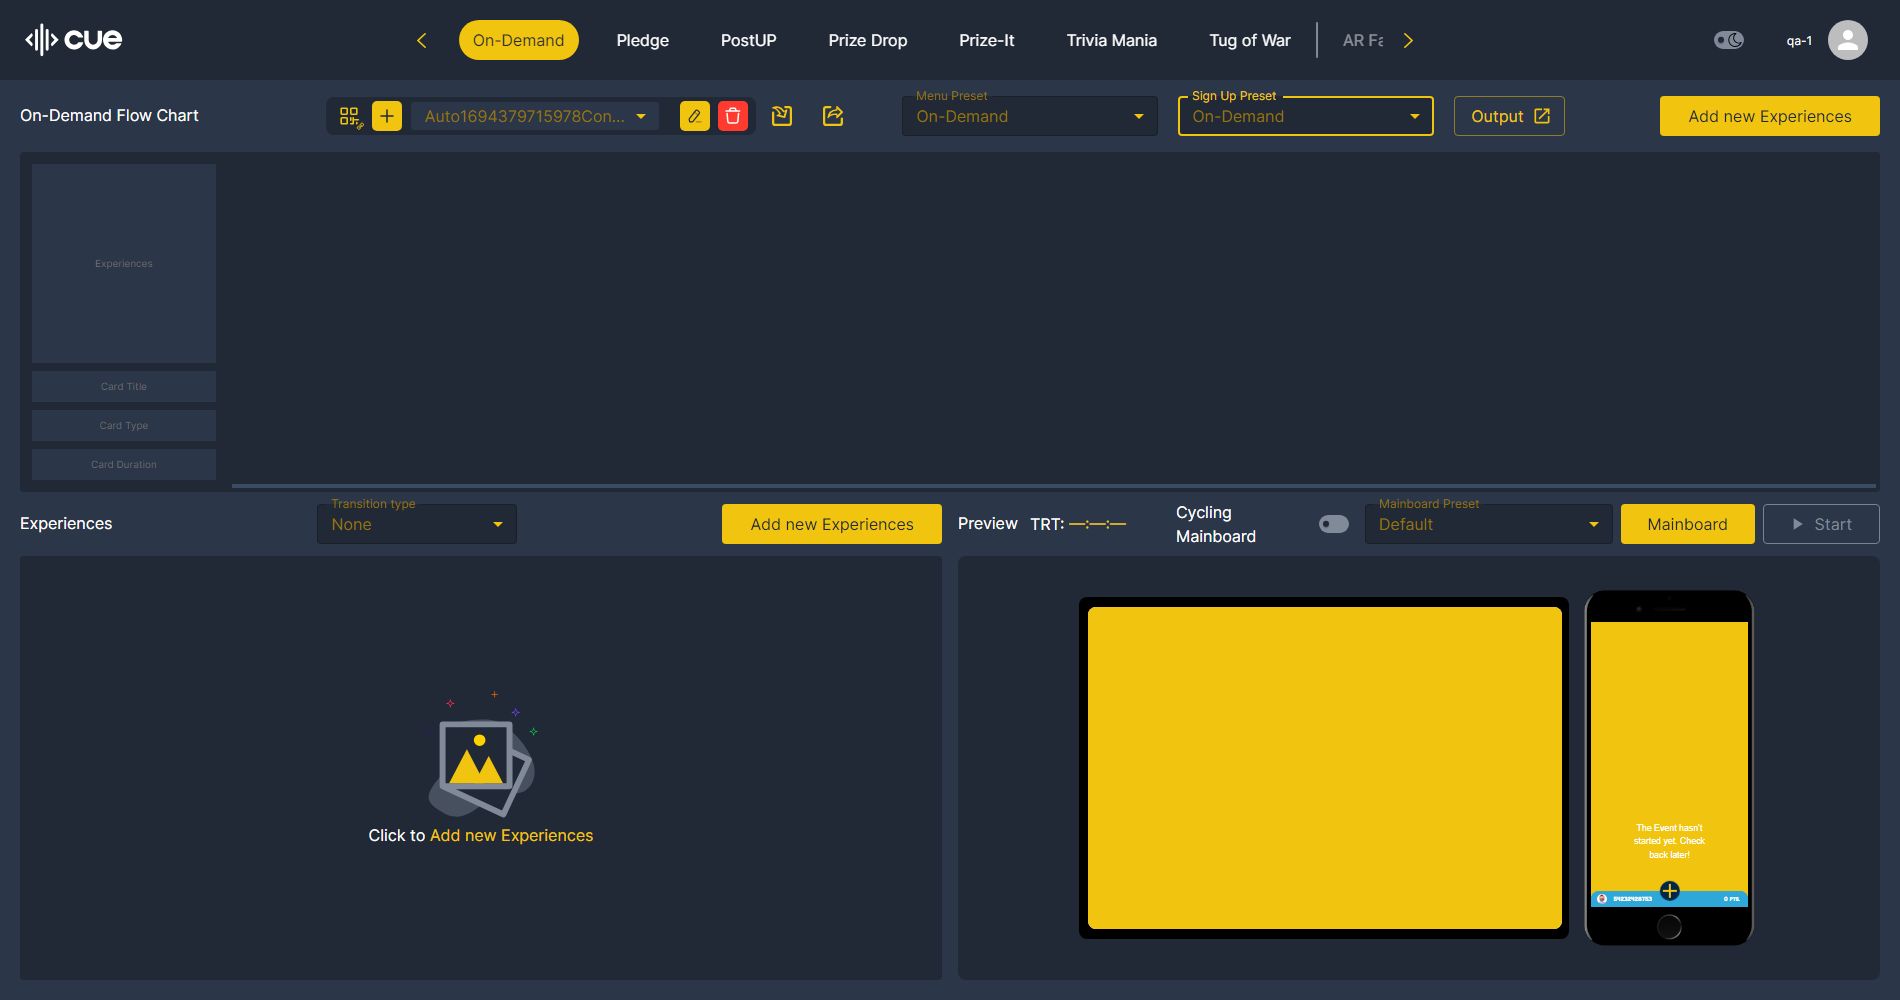 cue
On-Demand
Pledge
PostUP
Prize Drop
Prize-It
Trivia Mania
Tug of War
AR Fa
qa-1
On-Demand Flow Chart
Auto1694379715978Con...
Menu Preset
On-Demand
Sign Up Preset
On-Demand
Output
Add new Experiences
Experiences
Card Title
Card Type
Card Duration
Experiences
Transition type
None
Add new Experiences
Preview
TRT: —:—:—
Cycling
Mainboard
Mainboard Preset
Default
Mainboard
Start
Click to Add new Experiences
The Event hasn't
started yet. Check
back later!
0 PTS.